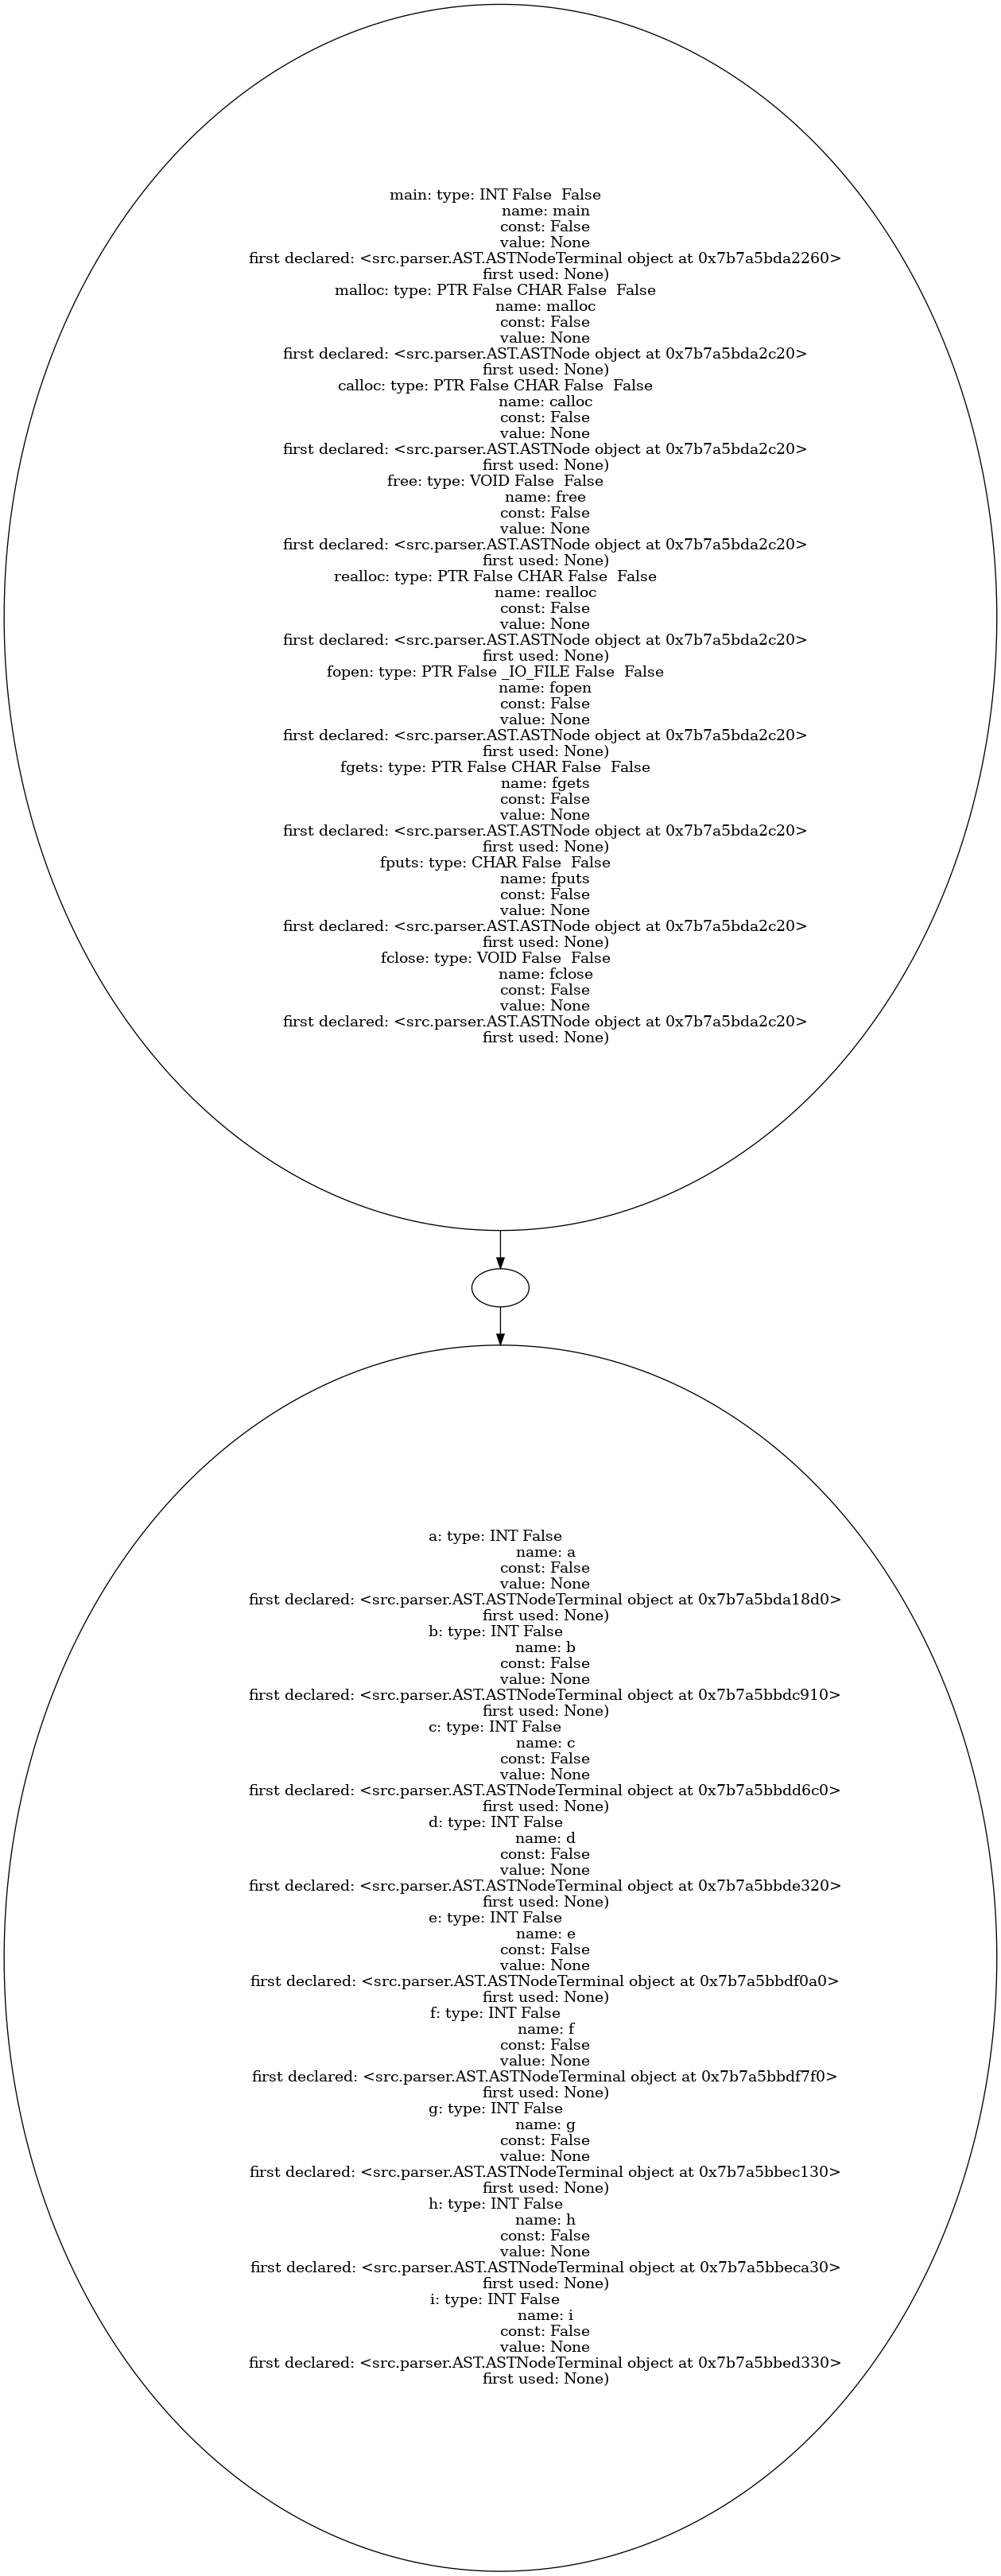 main: type: INT False  False
name: main
const: False
value: None
first declared: <src.parser.AST.ASTNodeTerminal object at 0x7b7a5bda2260>
first used: None)
malloc: type: PTR False CHAR False  False
name: malloc
const: False
value: None
first declared: <src.parser.AST.ASTNode object at 0x7b7a5bda2c20>
first used: None)
calloc: type: PTR False CHAR False  False
name: calloc
const: False
value: None
first declared: <src.parser.AST.ASTNode object at 0x7b7a5bda2c20>
first used: None)
free: type: VOID False  False
name: free
const: False
value: None
first declared: <src.parser.AST.ASTNode object at 0x7b7a5bda2c20>
first used: None)
realloc: type: PTR False CHAR False  False
name: realloc
const: False
value: None
first declared: <src.parser.AST.ASTNode object at 0x7b7a5bda2c20>
first used: None)
fopen: type: PTR False _IO_FILE False  False
name: fopen
const: False
value: None
first declared: <src.parser.AST.ASTNode object at 0x7b7a5bda2c20>
first used: None)
fgets: type: PTR False CHAR False  False
name: fgets
const: False
value: None
first declared: <src.parser.AST.ASTNode object at 0x7b7a5bda2c20>
first used: None)
fputs: type: CHAR False  False
name: fputs
const: False
value: None
first declared: <src.parser.AST.ASTNode object at 0x7b7a5bda2c20>
first used: None)
fclose: type: VOID False  False
name: fclose
const: False
value: None
first declared: <src.parser.AST.ASTNode object at 0x7b7a5bda2c20>
first used: None)
a: type: INT False
name: a
const: False
value: None
first declared: <src.parser.AST.ASTNodeTerminal object at 0x7b7a5bda18d0>
first used: None)
b: type: INT False
name: b
const: False
value: None
first declared: <src.parser.AST.ASTNodeTerminal object at 0x7b7a5bbdc910>
first used: None)
c: type: INT False
name: c
const: False
value: None
first declared: <src.parser.AST.ASTNodeTerminal object at 0x7b7a5bbdd6c0>
first used: None)
d: type: INT False
name: d
const: False
value: None
first declared: <src.parser.AST.ASTNodeTerminal object at 0x7b7a5bbde320>
first used: None)
e: type: INT False
name: e
const: False
value: None
first declared: <src.parser.AST.ASTNodeTerminal object at 0x7b7a5bbdf0a0>
first used: None)
f: type: INT False
name: f
const: False
value: None
first declared: <src.parser.AST.ASTNodeTerminal object at 0x7b7a5bbdf7f0>
first used: None)
g: type: INT False
name: g
const: False
value: None
first declared: <src.parser.AST.ASTNodeTerminal object at 0x7b7a5bbec130>
first used: None)
h: type: INT False
name: h
const: False
value: None
first declared: <src.parser.AST.ASTNodeTerminal object at 0x7b7a5bbeca30>
first used: None)
i: type: INT False
name: i
const: False
value: None
first declared: <src.parser.AST.ASTNodeTerminal object at 0x7b7a5bbed330>
first used: None)